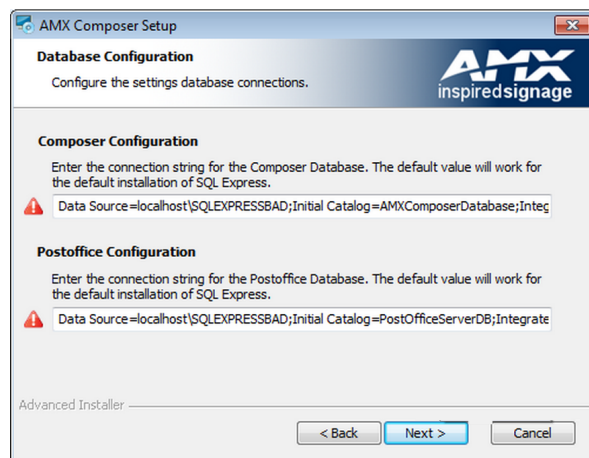 AMX Composer Setup
Database Configuration
Configure the settings database connections.
AMX
inspiredsignage
Composer Configuration
Enter the connection string for the Composer Database. The default value will work for
the default installation of SQL Express.
Data Source=localhost\SQLEXPRESSBAD;Initial Catalog=AMXComposerDatabase;Integ
Postoffice Configuration
Enter the connection string for the Postoffice Database. The default value will work for
the default installation of SQL Express.
Data Source=localhost\SQLEXPRESSBAD;Initial Catalog=PostOfficeServerDB;Integrate
Advanced Installer
< Back Next > Cancel